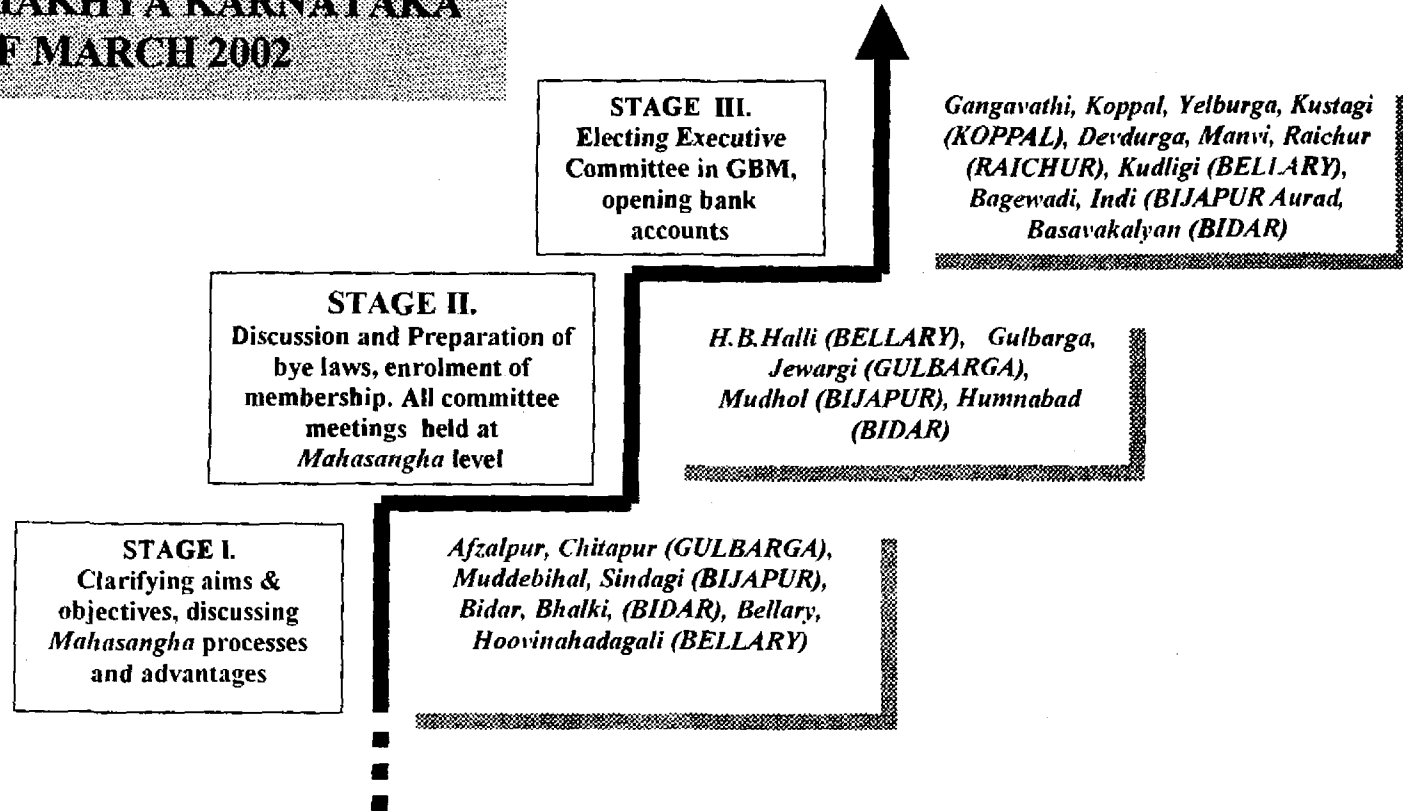 MAKHYA KARNATAKA
F MARCH 2002
STAGE III.
Electing Executive
Committee in GBM,
opening bank
accounts
Gangavathi, Koppal, Yelburga, Kustagi
(KOPPAL), Devdurga, Manvi, Raichur
(RAICHUR), Kudligi (BELLARY),
Bagewadi, Indi (BIJAPUR Aurad,
Basavakalyan (BIDAR)
STAGE II.
Discussion and Preparation of
bye laws, enrolment of
membership. All committee
meetings held at
Mahasangha level
H.B.Halli (BELLARY), Gulbarga,
Jewargi (GULBARGA),
Mudhol (BIJAPUR), Humnabad
(BIDAR)
STAGE I.
Clarifying aims &
objectives, discussing
Mahasangha processes
and advantages
Afzalpur, Chitapur (GULBARGA),
Muddebihal, Sindagi (BIJAPUR),
Bidar, Bhalki, (BIDAR), Bellary,
Hoovinahadagali (BELLARY)